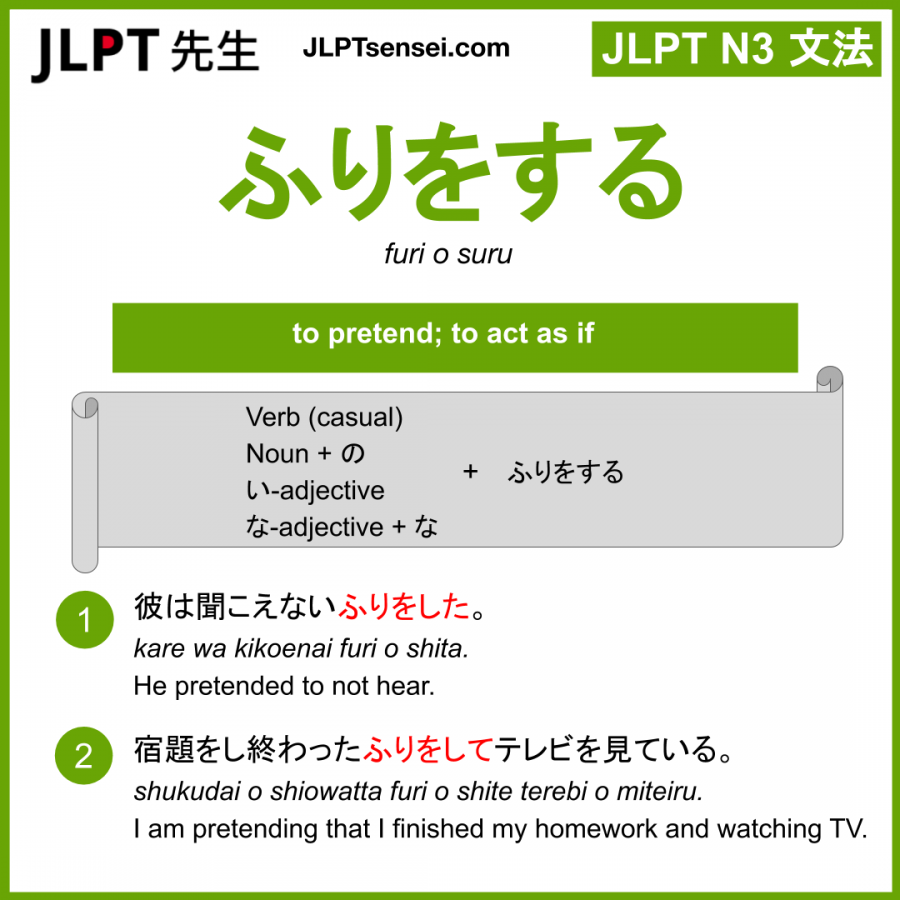 JLPT 先生
JLPTsensei.com
JLPT N3 文法
ふりをする
furi o suru
to pretend; to act as if
Verb (casual)
Noun + の
い-adjective
な-adjective + な
+ ふりをする
1
彼は聞こえないふりをした。
kare wa kikoenai furi o shita.
He pretended to not hear.
2
宿題をし終わったふりをしてテレビを見ている。
shukudai o shiowatta furi o shite terebi o miteiru.
I am pretending that I finished my homework and watching TV.